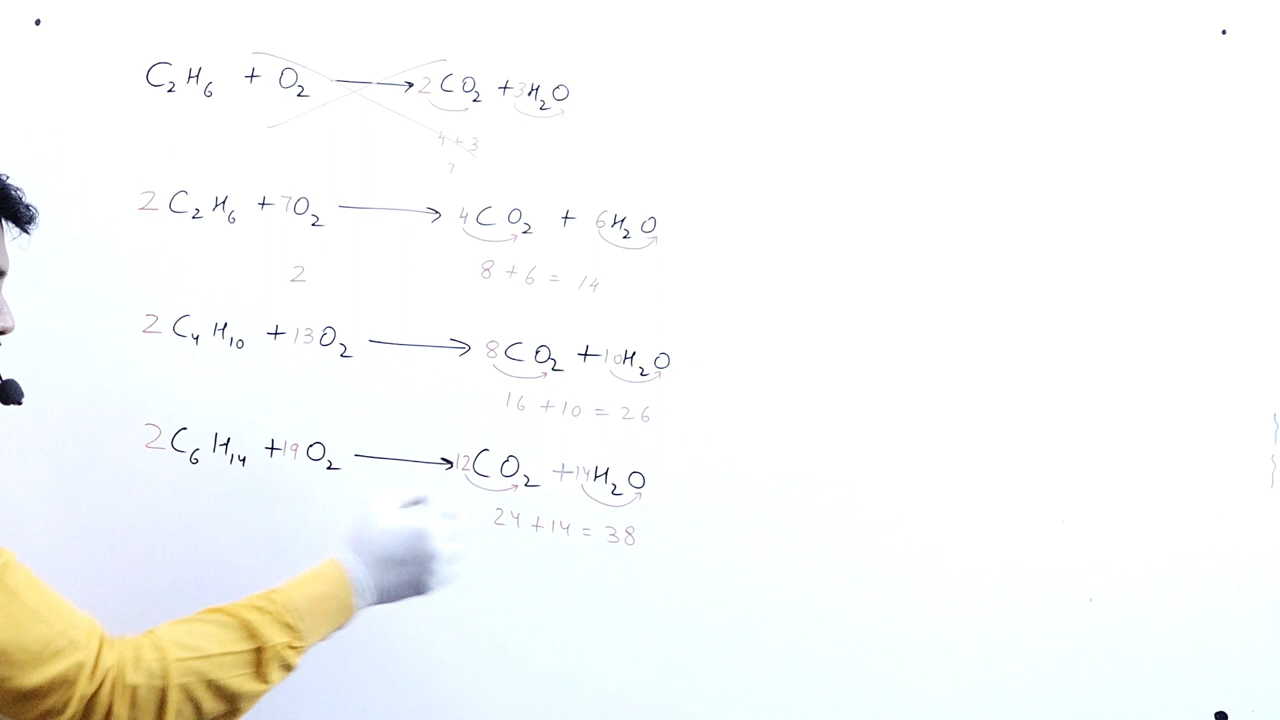 C₂H₆ + O₂ → 2CO₂ + 3H₂O
4 + 3
7
2C₂H₆ + 7O₂ → 4CO₂ + 6H₂O
2 8 + 6 = 14
2C₄H₁₀ + 13O₂ → 8CO₂ + 10H₂O
16 + 10 = 26
2C₆H₁₄ + 19O₂ → 12CO₂ + 14H₂O
24 + 14 = 38